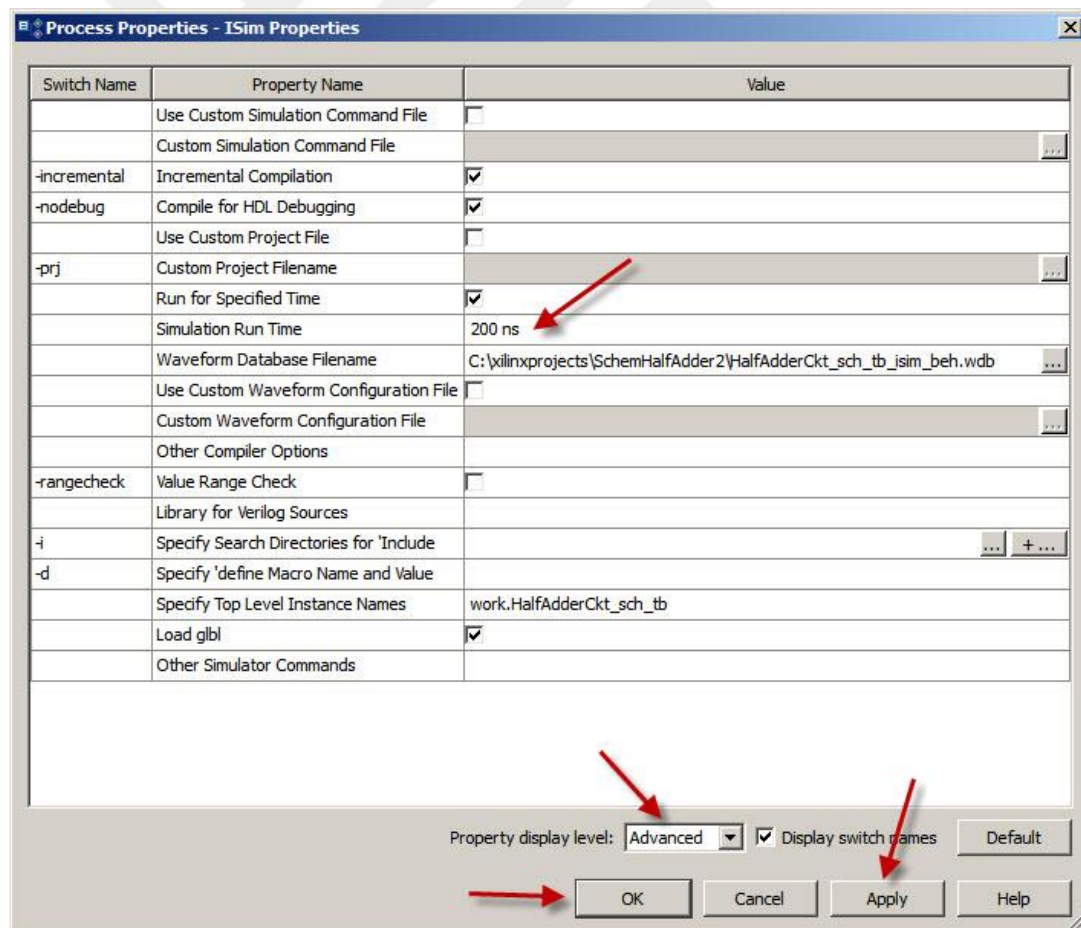 Process Properties - ISim Properties
Switch Name Property Name Value
Use Custom Simulation Command File
Custom Simulation Command File ...
-incremental Incremental Compilation
-nodebug Compile for HDL Debugging
Use Custom Project File
-prj Custom Project Filename ...
Run for Specified Time
Simulation Run Time 200 ns
Waveform Database Filename C:\xilinxprojects\SchemHalfAdder2\HalfAdderCkt_sch_tb_isim_beh.wdb ...
Use Custom Waveform Configuration File
Custom Waveform Configuration File ...
Other Compiler Options
-rangecheck Value Range Check
Library for Verilog Sources
-i Specify Search Directories for 'Include ... + ...
-d Specify 'define Macro Name and Value
Specify Top Level Instance Names work.HalfAdderCkt_sch_tb
Load glbl
Other Simulator Commands
Property display level: Advanced Display switch names Default
OK Cancel Apply Help